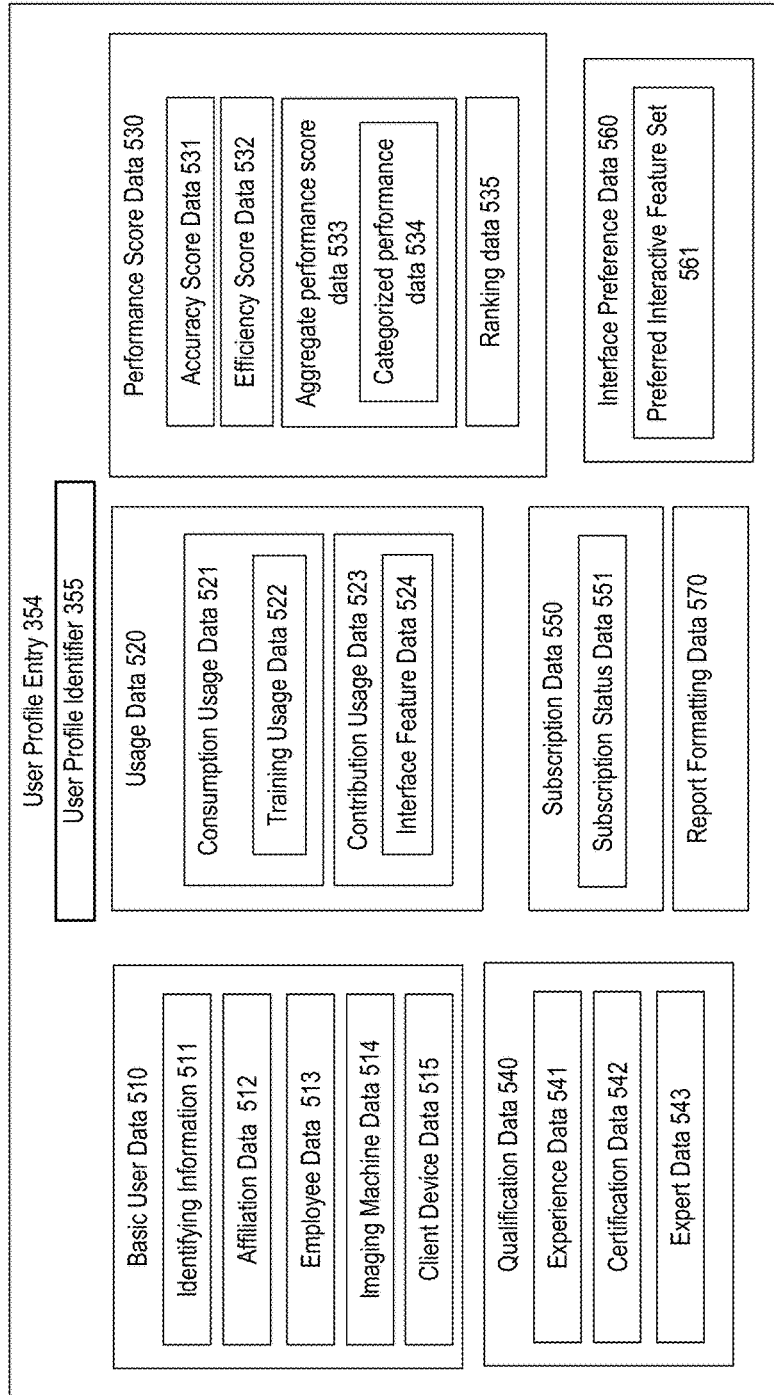 User Profile Entry 354
User Profile Identifier 355
Basic User Data 510
Identifying Information 511
Affiliation Data 512
Employee Data 513
Imaging Machine Data 514
Client Device Data 515
Qualification Data 540
Experience Data 541
Certification Data 542
Expert Data 543
Usage Data 520
Consumption Usage Data 521
Training Usage Data 522
Contribution Usage Data 523
Interface Feature Data 524
Subscription Data 550
Subscription Status Data 551
Report Formatting Data 570
Performance Score Data 530
Accuracy Score Data 531
Efficiency Score Data 532
Aggregate performance score
data 533
Categorized performance
data 534
Ranking data 535
Interface Preference Data 560
Preferred Interactive Feature Set
561